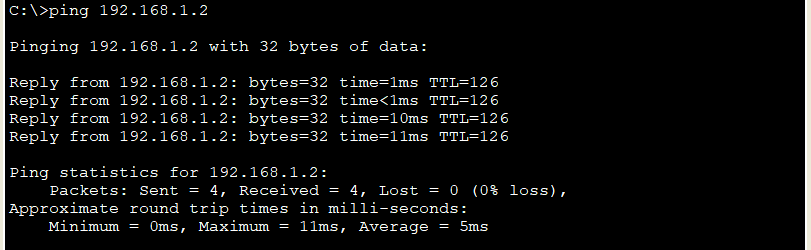 C:\>ping 192.168.1.2
Pinging 192.168.1.2 with 32 bytes of data:
Reply from 192.168.1.2: bytes=32 time=1ms TTL=126
Reply from 192.168.1.2: bytes=32 time<1ms TTL=126
Reply from 192.168.1.2: bytes=32 time=10ms TTL=126
Reply from 192.168.1.2: bytes=32 time=11ms TTL=126
Ping statistics for 192.168.1.2:
Packets: Sent = 4, Received = 4, Lost = 0 (0% loss),
Approximate round trip times in milli-seconds:
Minimum = 0ms, Maximum = 11ms, Average = 5ms